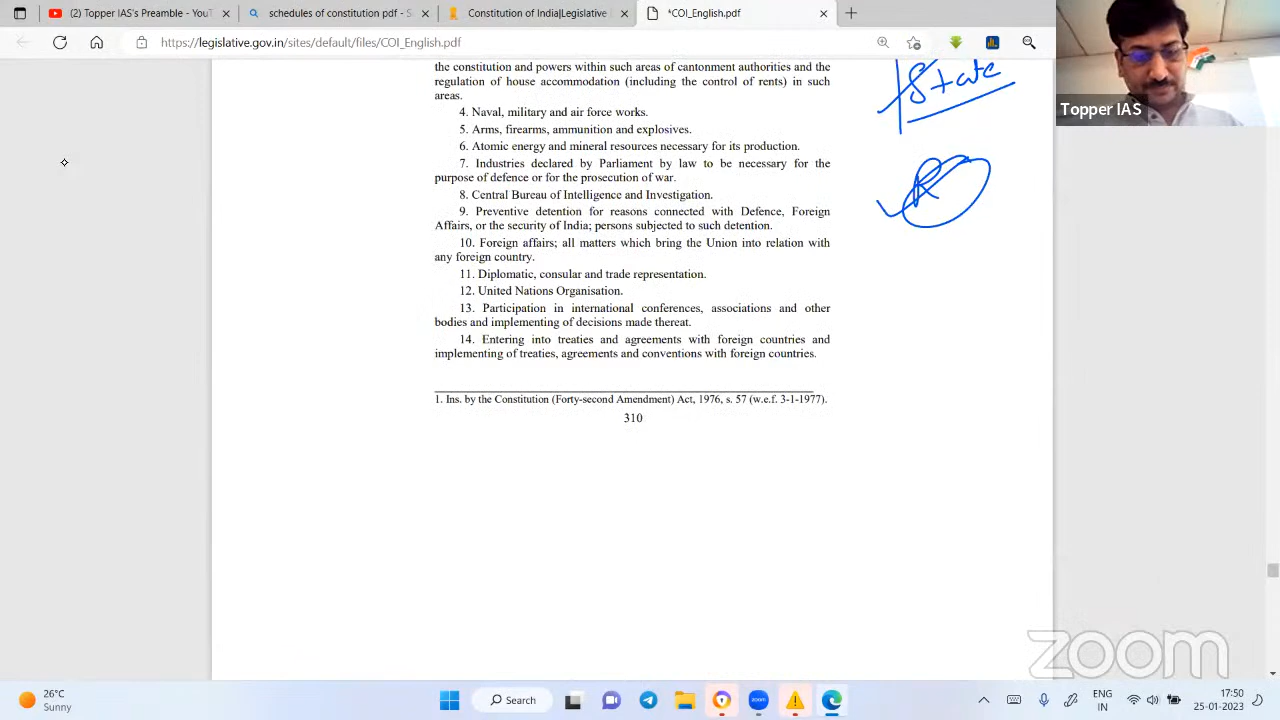 (2) Topper IAS's Preamble - YouT
schedules of constitution pdf - S
Constitution of India|Legislative
*COI_English.pdf
https://legislative.gov.in/sites/default/files/COI_English.pdf
Topper IAS
the constitution and powers within such areas of cantonment authorities and the
regulation of house accommodation (including the control of rents) in such
areas.
4. Naval, military and air force works.
5. Arms, firearms, ammunition and explosives.
6. Atomic energy and mineral resources necessary for its production.
7. Industries declared by Parliament by law to be necessary for the
purpose of defence or for the prosecution of war.
8. Central Bureau of Intelligence and Investigation.
9. Preventive detention for reasons connected with Defence, Foreign
Affairs, or the security of India; persons subjected to such detention.
10. Foreign affairs; all matters which bring the Union into relation with
any foreign country.
11. Diplomatic, consular and trade representation.
12. United Nations Organisation.
13. Participation in international conferences, associations and other
bodies and implementing of decisions made thereat.
14. Entering into treaties and agreements with foreign countries and
implementing of treaties, agreements and conventions with foreign countries.
1. Ins. by the Constitution (Forty-second Amendment) Act, 1976, s. 57 (w.e.f. 3-1-1977).
310
State
R
zoom
26°C
Sunny
Search
zoom
ENG
IN
17:50
25-01-2023